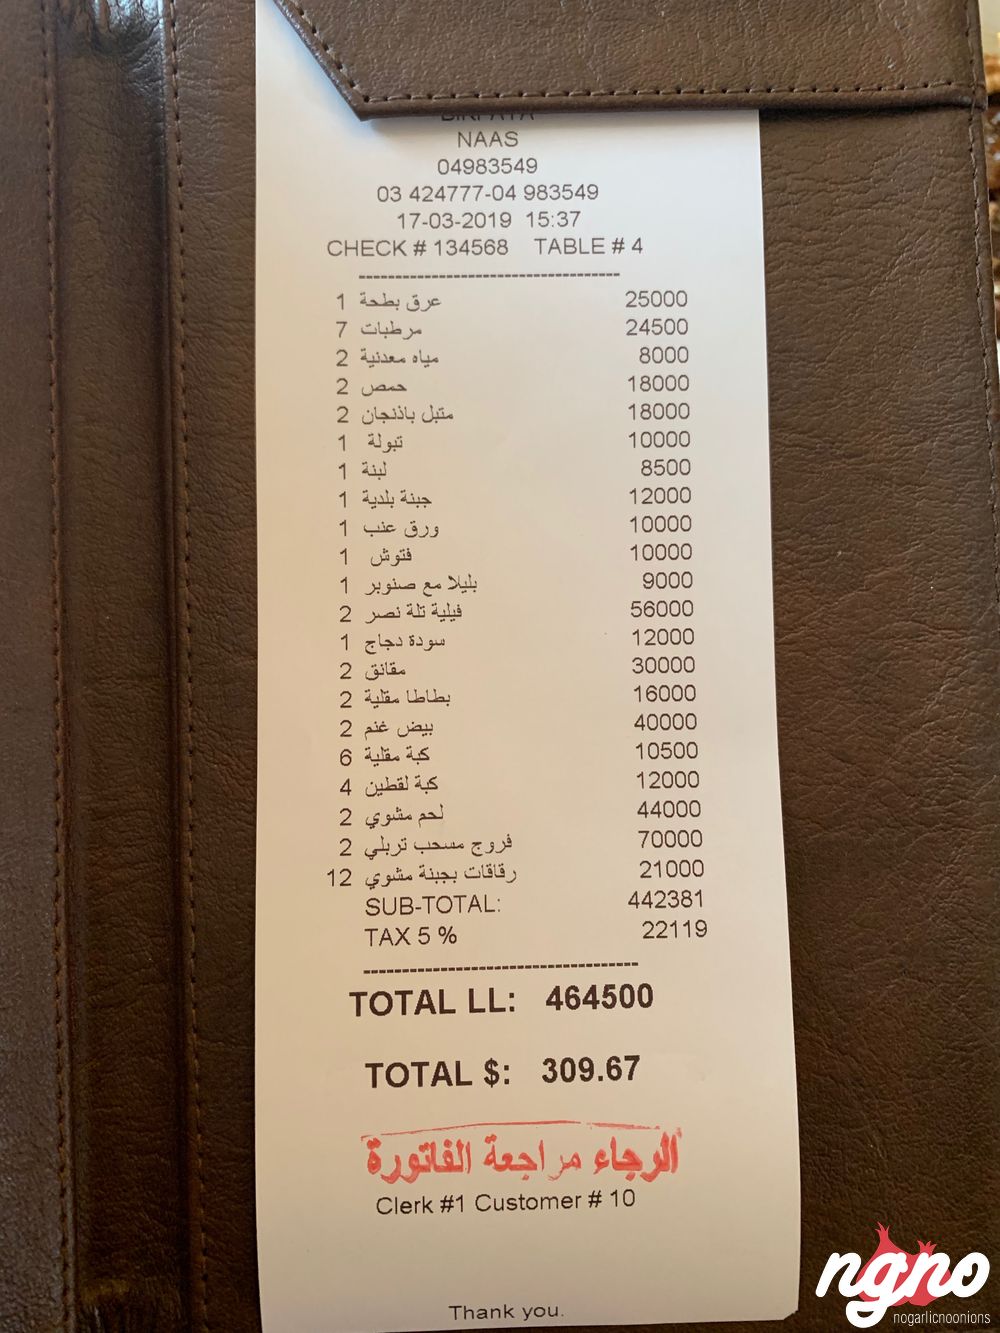 NAAS
04983549
03 424777-04 983549
17-03-2019 15:37
CHECK # 134568 TABLE # 4
------------------------------------
1 عرق بطحة 25000
7 مرطبات 24500
2 مياه معدنية 8000
2 حمص 18000
2 متبل باذنجان 18000
1 تبولة 10000
1 لبنة 8500
1 جبنة بلدية 12000
1 ورق عنب 10000
1 فتوش 10000
1 بليلا مع صنوبر 9000
2 فيلية تلة نصر 56000
1 سودة دجاج 12000
2 مقانق 30000
2 بطاطا مقلية 16000
2 بيض غنم 40000
6 كبة مقلية 10500
4 كبة لقطين 12000
2 لحم مشوي 44000
2 فروج مسحب تربلي 70000
12 رقاقات بجبنة مشوي 21000
SUB-TOTAL: 442381
TAX 5 % 22119
------------------------------------
TOTAL LL: 464500
TOTAL $: 309.67
الرجاء مراجعة الفاتورة
Clerk #1 Customer # 10
Thank you.
ngno
nogarlicnoonions